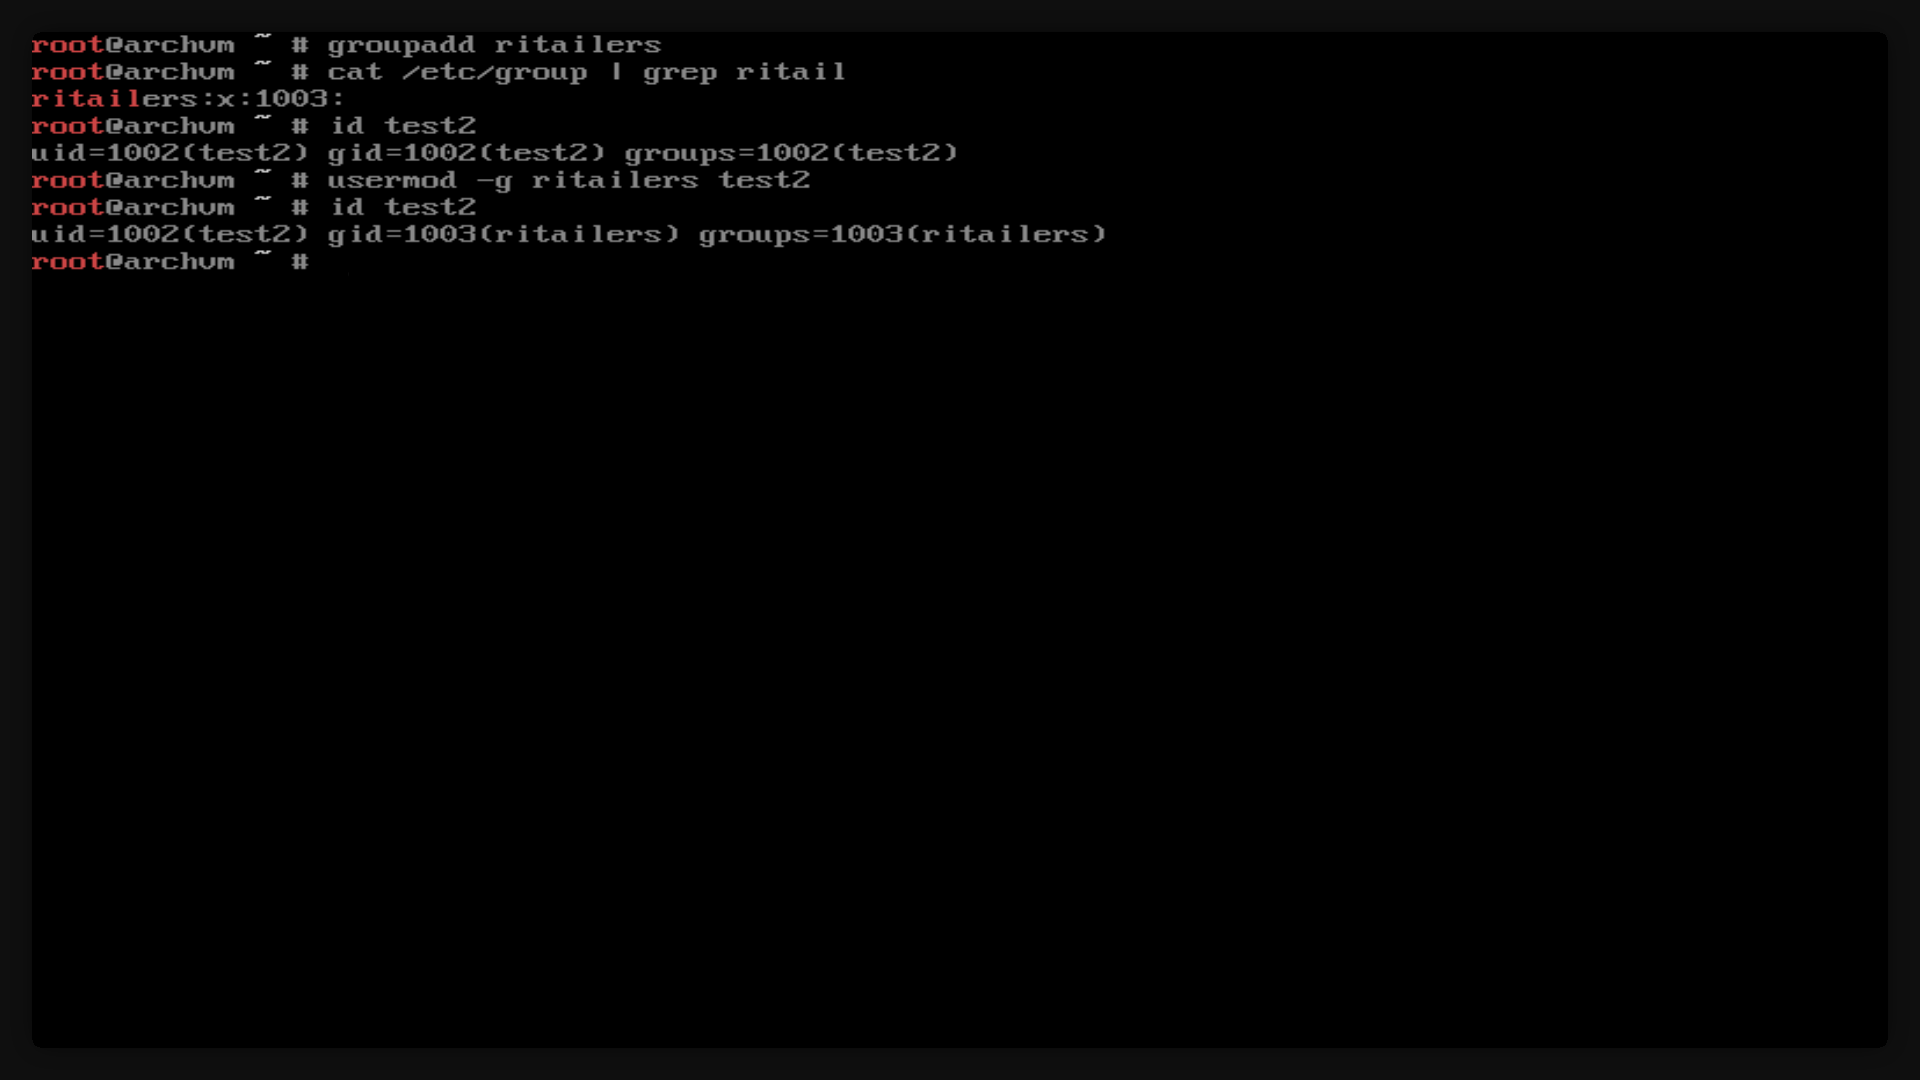 root@archvm ~ # groupadd ritailers
root@archvm ~ # cat /etc/group | grep ritail
ritailers:x:1003:
root@archvm ~ # id test2
uid=1002(test2) gid=1002(test2) groups=1002(test2)
root@archvm ~ # usermod -g ritailers test2
root@archvm ~ # id test2
uid=1002(test2) gid=1003(ritailers) groups=1003(ritailers)
root@archvm ~ #